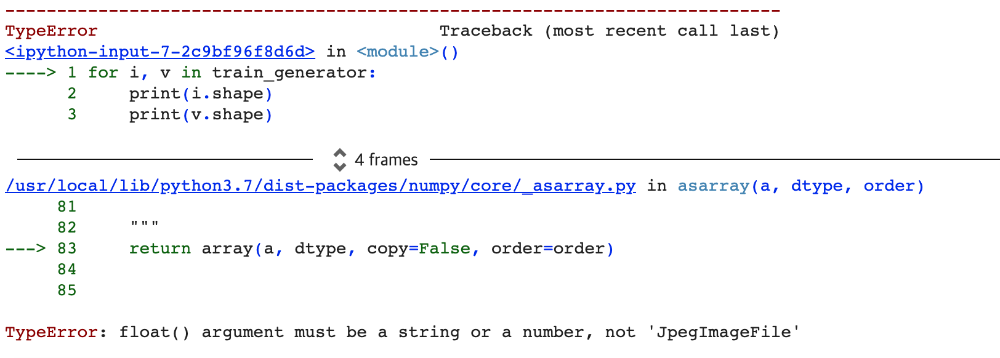 ---------------------------------------------------------------------------
TypeError                                 Traceback (most recent call last)
<ipython-input-7-2c9bf96f8d6d> in <module>()
----> 1 for i, v in train_generator:
      2     print(i.shape)
      3     print(v.shape)
4 frames
/usr/local/lib/python3.7/dist-packages/numpy/core/_asarray.py in asarray(a, dtype, order)
     81
     82     """
---> 83     return array(a, dtype, copy=False, order=order)
     84
     85
TypeError: float() argument must be a string or a number, not 'JpegImageFile'